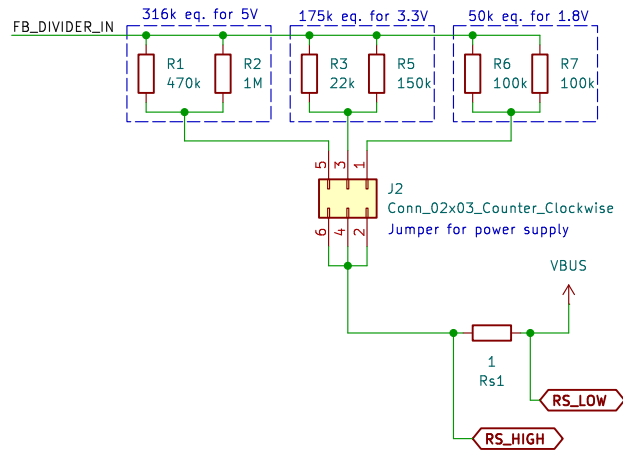 316k eq. for 5V
175k eq. for 3.3V
50k eq. for 1.8V
FB_DIVIDER_IN
R1
470k
R2
1M
R3
22k
R5
150k
R6
100k
R7
100k
5
3
1
J2
Conn_02x03_Counter_Clockwise
6
4
2
Jumper for power supply
VBUS
1
Rs1
RS_LOW
RS_HIGH